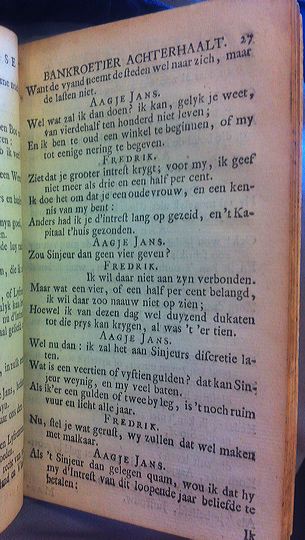 BANKROETIER ACHTERHAALT. 27
Want de vyand neemt de steden wel naar zich, maar
de lasten niet.
AAGJE JANS.
Wel wat zal ik dan doen? ik kan, gelyk je weet,
van vierdehalf ten honderd niet leven;
En ik ben te oud een winkel te beginnen, of my
tot eenige nering te begeven.
FREDRIK.
Ziet dat je grooter intrest krygt; voor my, ik geef
niet meer als drie en een half per cent.
Ik doe het om dat je een oude vrouw, en een ken-
nis van my bent:
Anders had ik je d'intrest lang op gezeid, en 't Ka-
pitaal t'huis gezonden.
AAGJE JANS.
Zou Sinjeur dan geen vier geven?
FREDRIK.
Ik wil daar niet aan zyn verbonden.
Maar wat een vier, of een half per cent belangd,
ik wil daar zoo naauw niet op zien;
Hoewel ik van dezen dag wel duyzend dukaten
tot die prys kan krygen, al was 't 'er tien.
AAGJE JANS.
Wel nu dan: ik zal het aan Sinjeurs discretie la-
ten.
Wat is een veertien of vyftien gulden? dat kan Sin-
jeur weynig, en my veel baten.
Als ik'er een gulden of twee by leg, is 't noch ruim
vuur en licht alle jaar.
FREDRIK.
Nu, stel je wat gerust, wy zullen dat wel maken
met malkaar.
AAGJE JANS.
Als 't Sinjeur dan gelegen quam, wou ik dat hy
my d'Intrest van dit loopende jaar beliefde te
betalen:
Ik